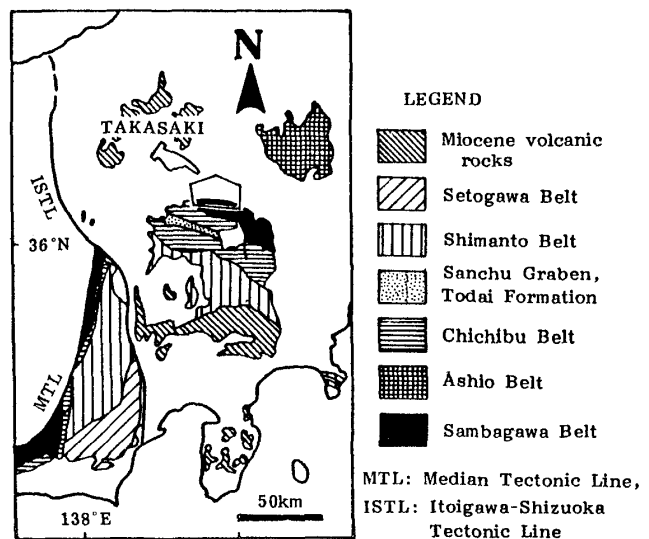 N
TAKASAKI
ISTL
36°N
MTL
50km
138°E
LEGEND
Miocene volcanic
rocks
Setogawa Belt
Shimanto Belt
Sanchu Graben,
Todai Formation
Chichibu Belt
Ashio Belt
Sambagawa Belt
MTL: Median Tectonic Line,
ISTL: Itoigawa-Shizuoka
Tectonic Line